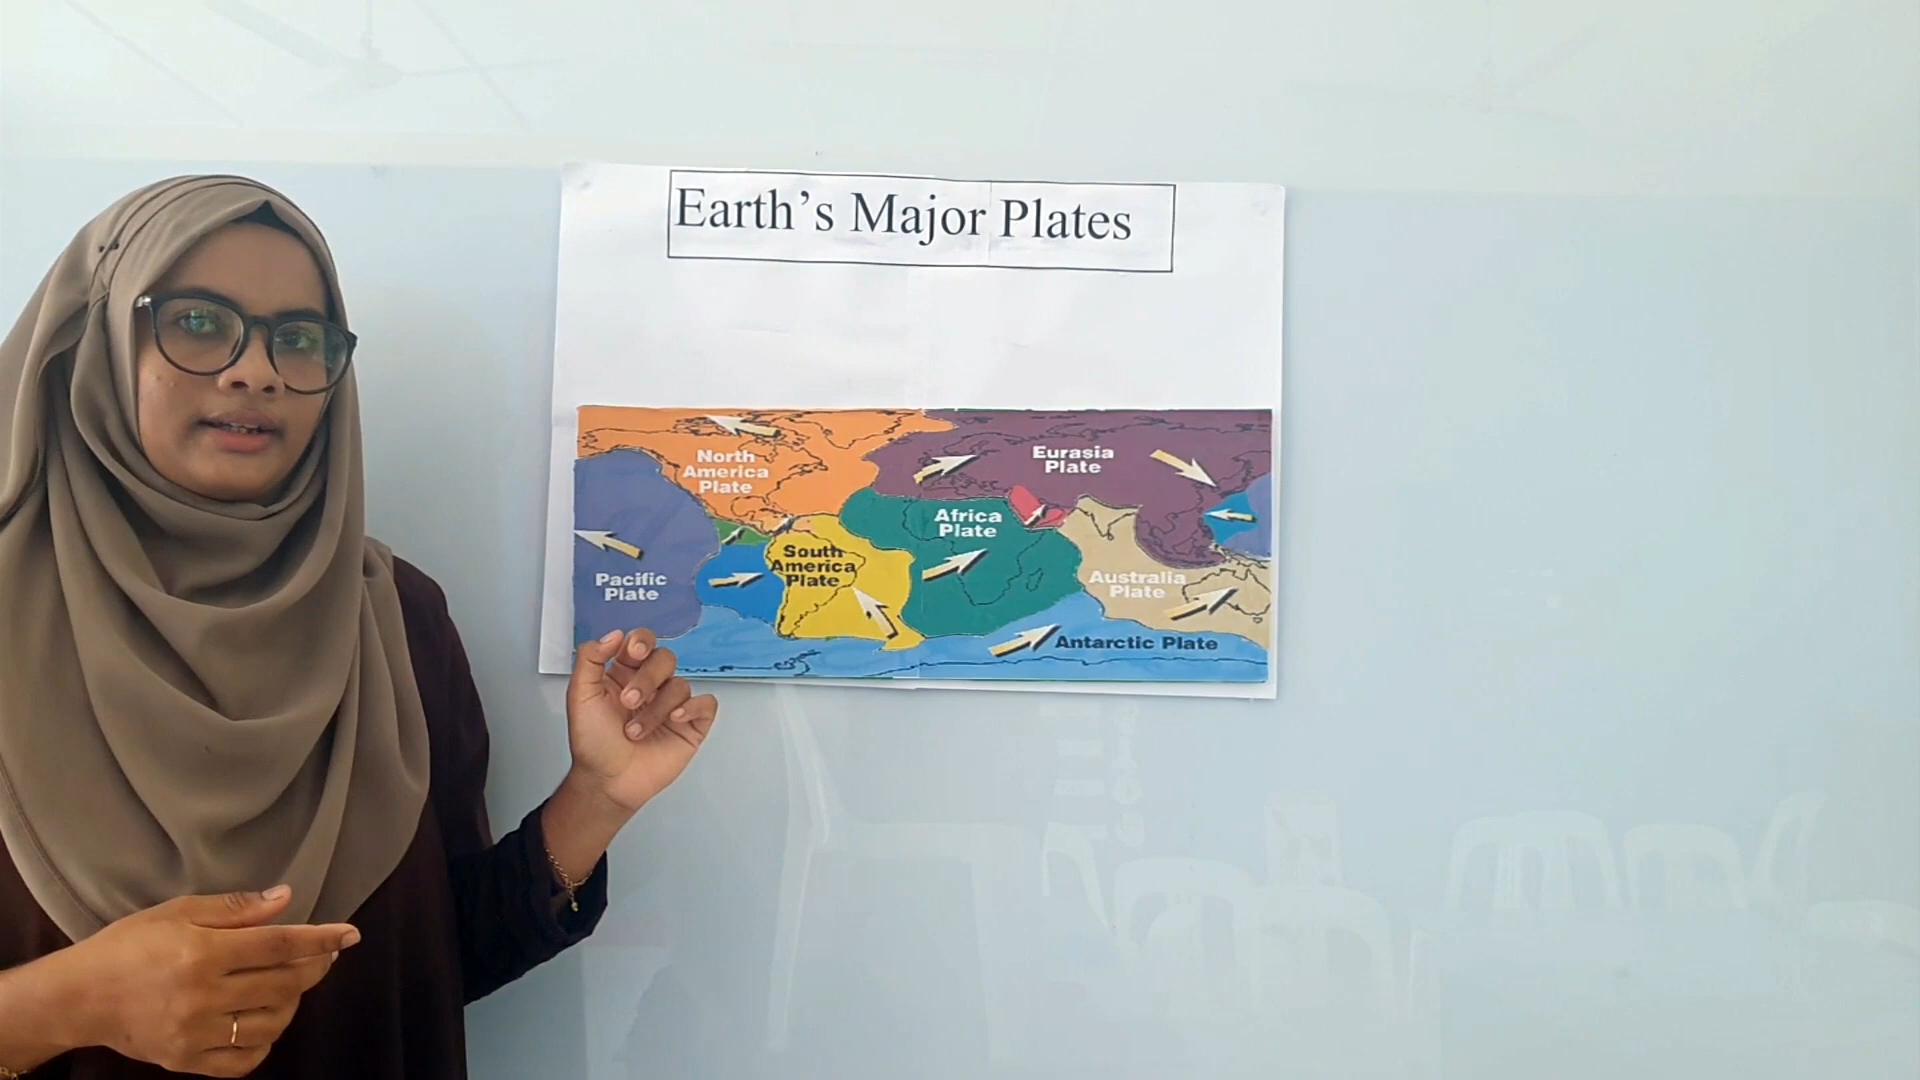 Earth's Major Plates
North
America
Plate
Eurasia
Plate
Africa
Plate
South
America
Plate
Pacific
Plate
Australia
Plate
Antarctic Plate